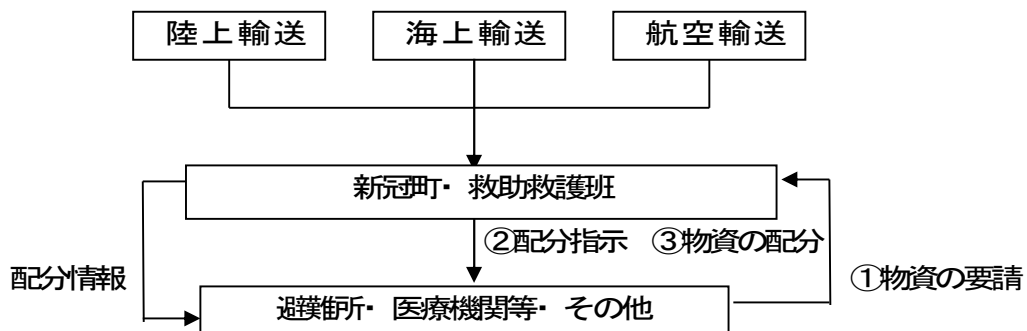 陸上輸送
海上輸送
航空輸送
新冠町・救助救護班
②配分指示 ③物資の配分
配分情報
①物資の要請
避難所・医療機関等・その他